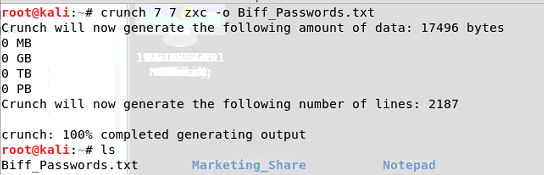 root@kali:~# crunch 7 7 zxc -o Biff_Passwords.txt
Crunch will now generate the following amount of data: 17496 bytes
0 MB
0 GB
0 TB
0 PB
Crunch will now generate the following number of lines: 2187
crunch: 100% completed generating output
root@kali:~# ls
Biff_Passwords.txt Marketing_Share Notepad